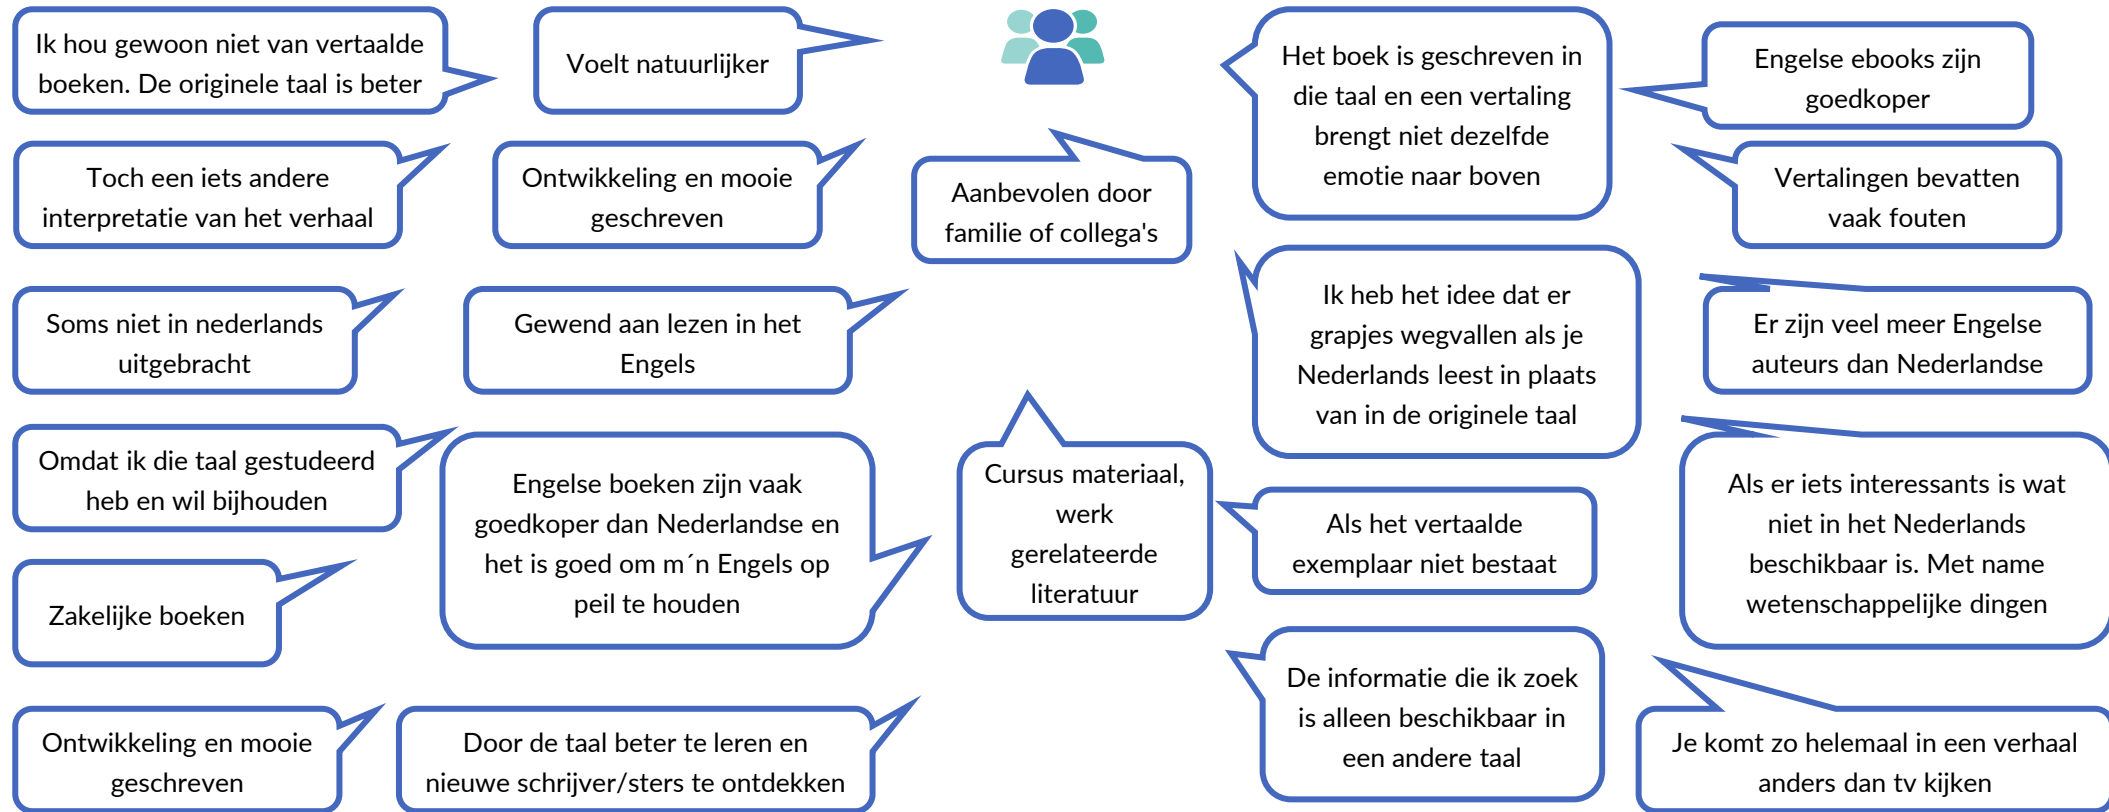 Ik hou gewoon niet van vertaalde
boeken. De originele taal is beter
Voelt natuurlijker
Het boek is geschreven in
die taal en een vertaling
brengt niet dezelfde
emotie naar boven
Engelse ebooks zijn
goedkoper
Toch een iets andere
interpretatie van het verhaal
Ontwikkeling en mooie
geschreven
Aanbevolen door
familie of collega's
Vertalingen bevatten
vaak fouten
Soms niet in nederlands
uitgebracht
Gewend aan lezen in het
Engels
Ik heb het idee dat er
grapjes wegvallen als je
Nederlands leest in plaats
van in de originele taal
Er zijn veel meer Engelse
auteurs dan Nederlandse
Omdat ik die taal gestudeerd
heb en wil bijhouden
Engelse boeken zijn vaak
goedkoper dan Nederlandse en
het is goed om m´n Engels op
peil te houden
Cursus materiaal,
werk
gerelateerde
literatuur
Als het vertaalde
exemplaar niet bestaat
Als er iets interessants is wat
niet in het Nederlands
beschikbaar is. Met name
wetenschappelijke dingen
Zakelijke boeken
De informatie die ik zoek
is alleen beschikbaar in
een andere taal
Ontwikkeling en mooie
geschreven
Door de taal beter te leren en
nieuwe schrijver/sters te ontdekken
Je komt zo helemaal in een verhaal
anders dan tv kijken